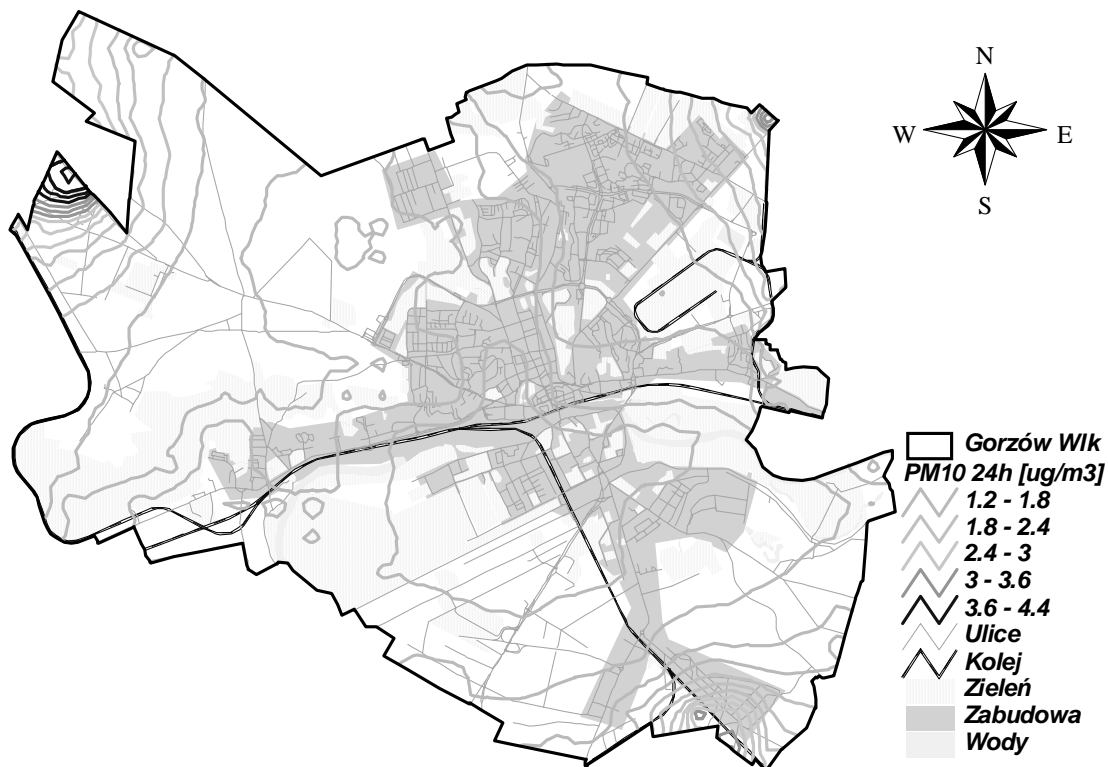 N
W E
S
Gorzów Wlk
PM10 24h [ug/m3]
1.2 - 1.8
1.8 - 2.4
2.4 - 3
3 - 3.6
3.6 - 4.4
Ulice
Kolej
Zieleń
Zabudowa
Wody